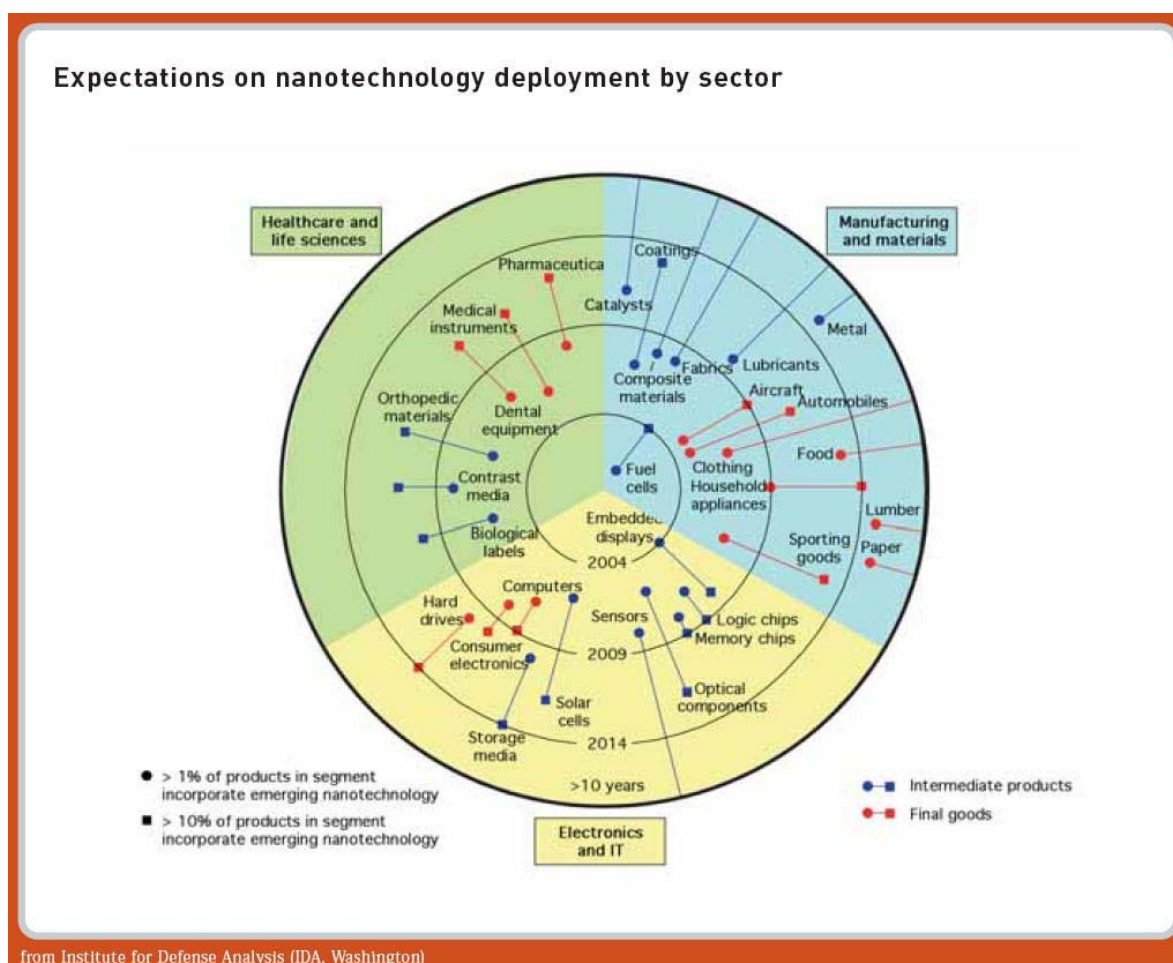 Expectations on nanotechnology deployment by sector
Healthcare and
life sciences
Manufacturing
and materials
Pharmaceutica
Coatings
Catalysts
Medical
instruments
Metal
Fabrics
Lubricants
Composite
materials
Aircraft
Automobiles
Orthopedic
materials
Dental
equipment
Food
Fuel
cells
Clothing
Household
appliances
Contrast
media
Lumber
Embedded
displays
Biological
labels
Sporting
goods
Paper
2004
Computers
Hard
drives
Sensors
Logic chips
Memory chips
Consumer
electronics
2009
Optical
components
Solar
cells
Storage
media
2014
>10 years
> 1% of products in segment
incorporate emerging nanotechnology
> 10% of products in segment
incorporate emerging nanotechnology
Intermediate products
Final goods
Electronics
and IT
from Institute for Defense Analysis (IDA, Washington)